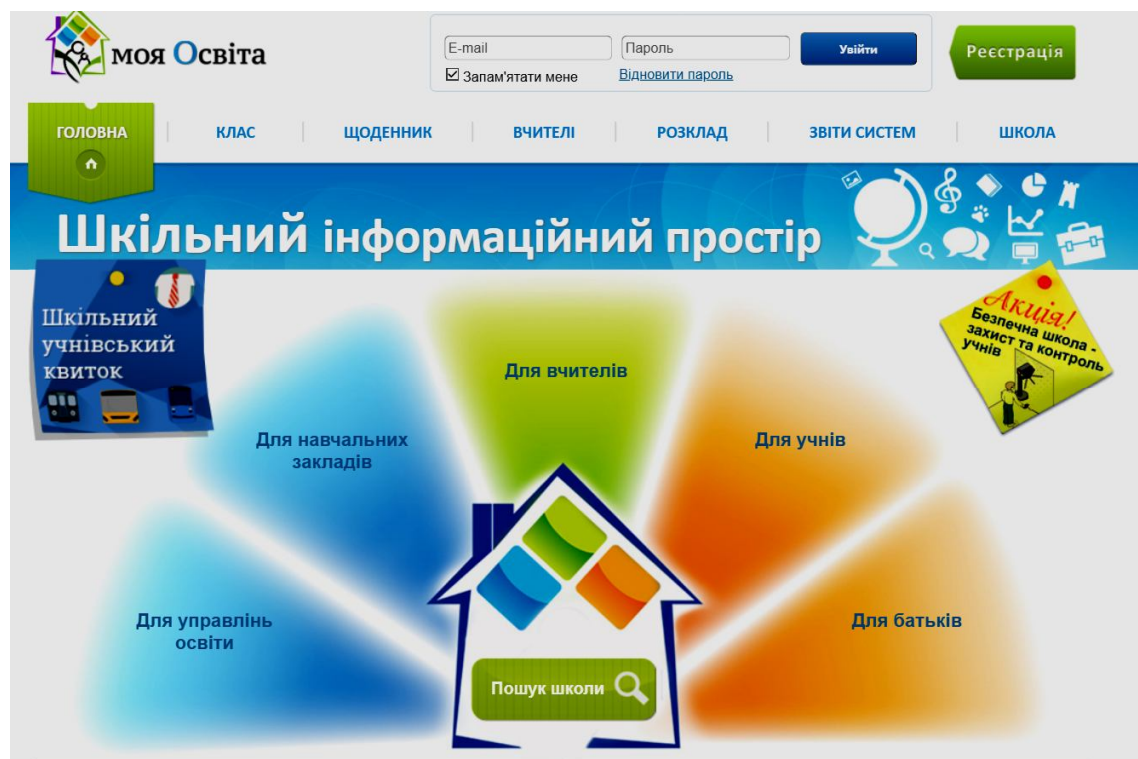 моя Освіта
E-mail
Пароль
Увійти
Реєстрація
Запам'ятати мене
Відновити пароль
ГОЛОВНА
КЛАС
ЩОДЕННИК
ВЧИТЕЛІ
РОЗКЛАД
ЗВІТИ СИСТЕМ
ШКОЛА
Шкільний інформаційний простір
Шкільний
учнівський
квиток
Акція!
Безпечна школа -
захист та контроль
учнів
Для вчителів
Для навчальних
закладів
Для учнів
Для управлінь
освіти
Для батьків
Пошук школи